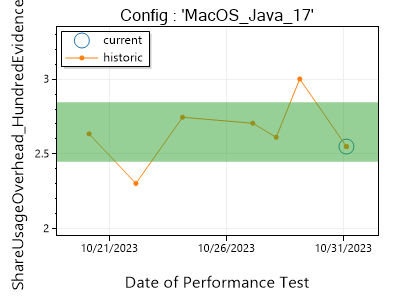 Config : 'MacOS_Java_17'
current
historic
ShareUsageOverhead_HundredEvidence
3
2.5
2
10/21/2023
10/26/2023
10/31/2023
Date of Performance Test